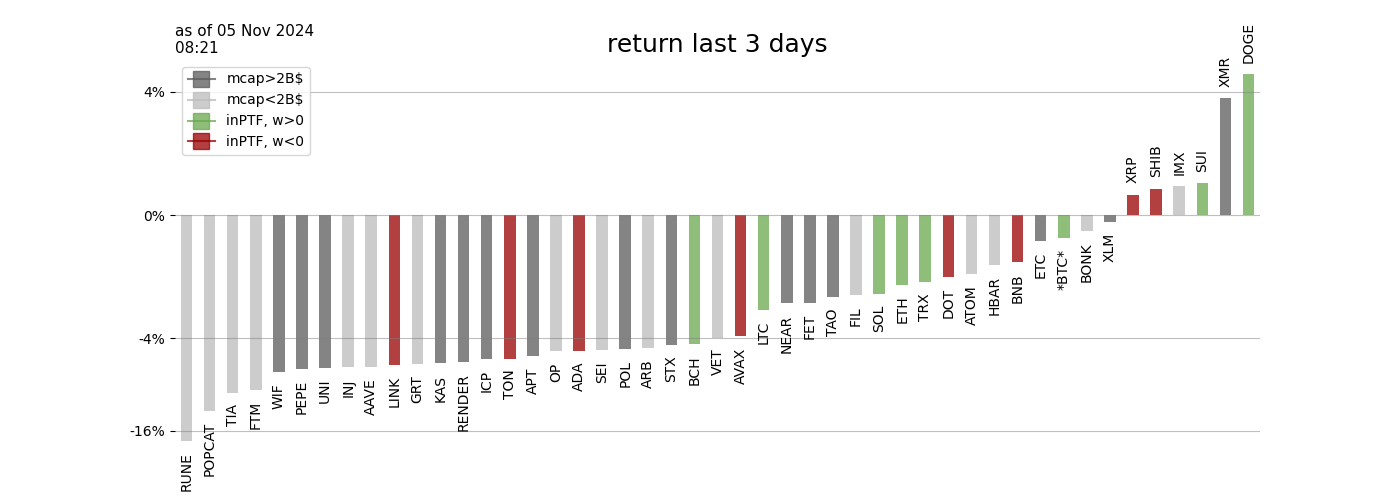 as of 05 Nov 2024
08:21
return last 3 days
mcap>2B$
mcap<2B$
inPTF, w>0
inPTF, w<0
4%
0%
-4%
-16%
RUNE
POPCAT
TIA
FTM
WIF
PEPE
UNI
INJ
AAVE
LINK
GRT
KAS
RENDER
ICP
TON
APT
OP
ADA
SEI
POL
ARB
STX
BCH
VET
AVAX
LTC
NEAR
FET
TAO
FIL
SOL
ETH
TRX
DOT
ATOM
HBAR
BNB
ETC
*BTC*
BONK
XLM
XRP
SHIB
IMX
SUI
XMR
DOGE